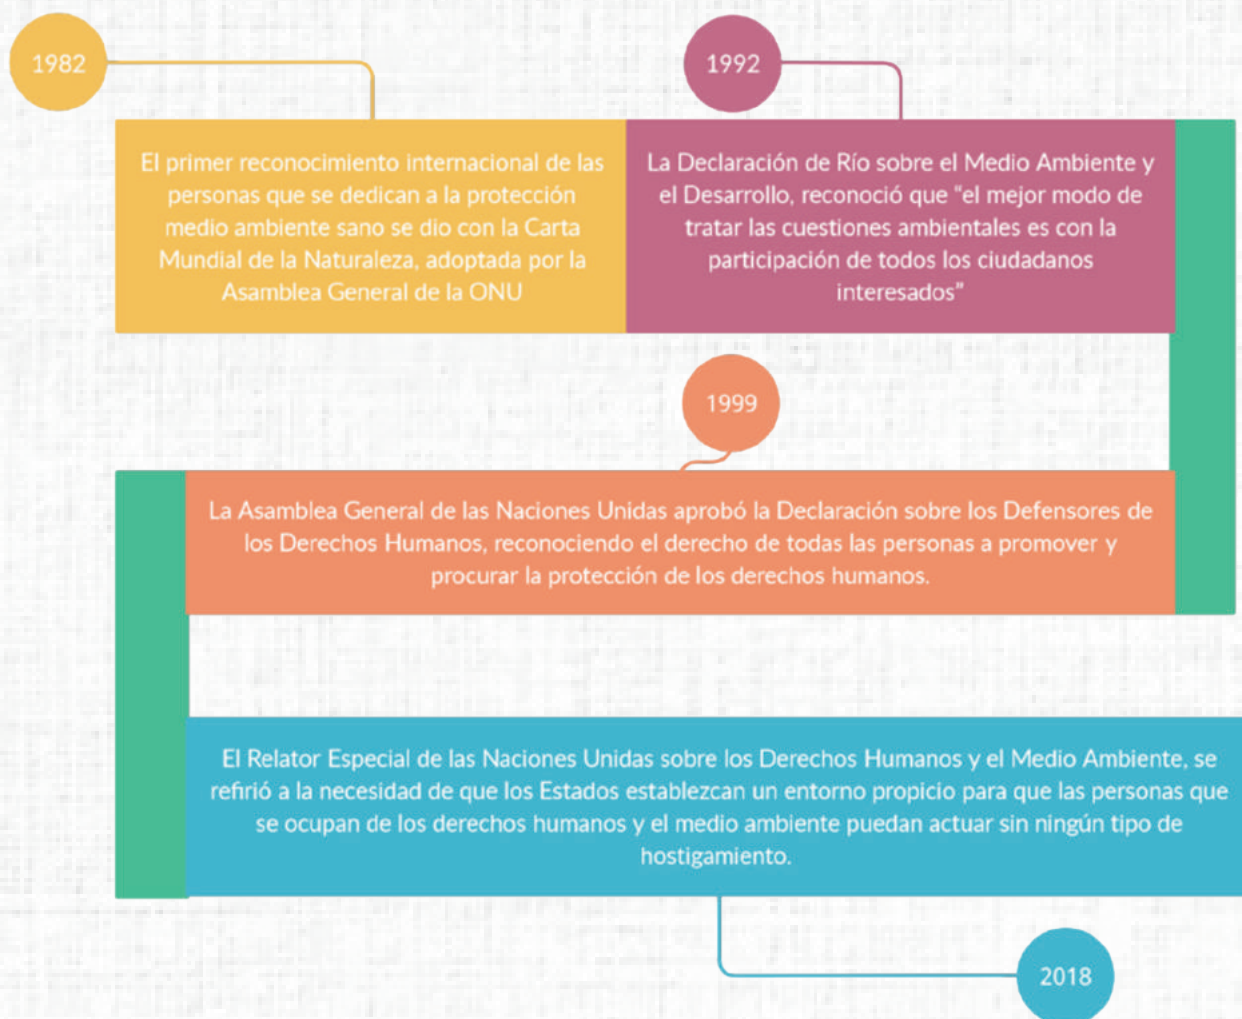 1982
El primer reconocimiento internacional de las
personas que se dedican a la protección
medio ambiente sano se dio con la Carta
Mundial de la Naturaleza, adoptada por la
Asamblea General de la ONU
1992
La Declaración de Río sobre el Medio Ambiente y
el Desarrollo, reconoció que “el mejor modo de
tratar las cuestiones ambientales es con la
participación de todos los ciudadanos
interesados”
1999
La Asamblea General de las Naciones Unidas aprobó la Declaración sobre los Defensores de
los Derechos Humanos, reconociendo el derecho de todas las personas a promover y
procurar la protección de los derechos humanos.
El Relator Especial de las Naciones Unidas sobre los Derechos Humanos y el Medio Ambiente, se
refirió a la necesidad de que los Estados establezcan un entorno propicio para que las personas que
se ocupan de los derechos humanos y el medio ambiente puedan actuar sin ningún tipo de
hostigamiento.
2018